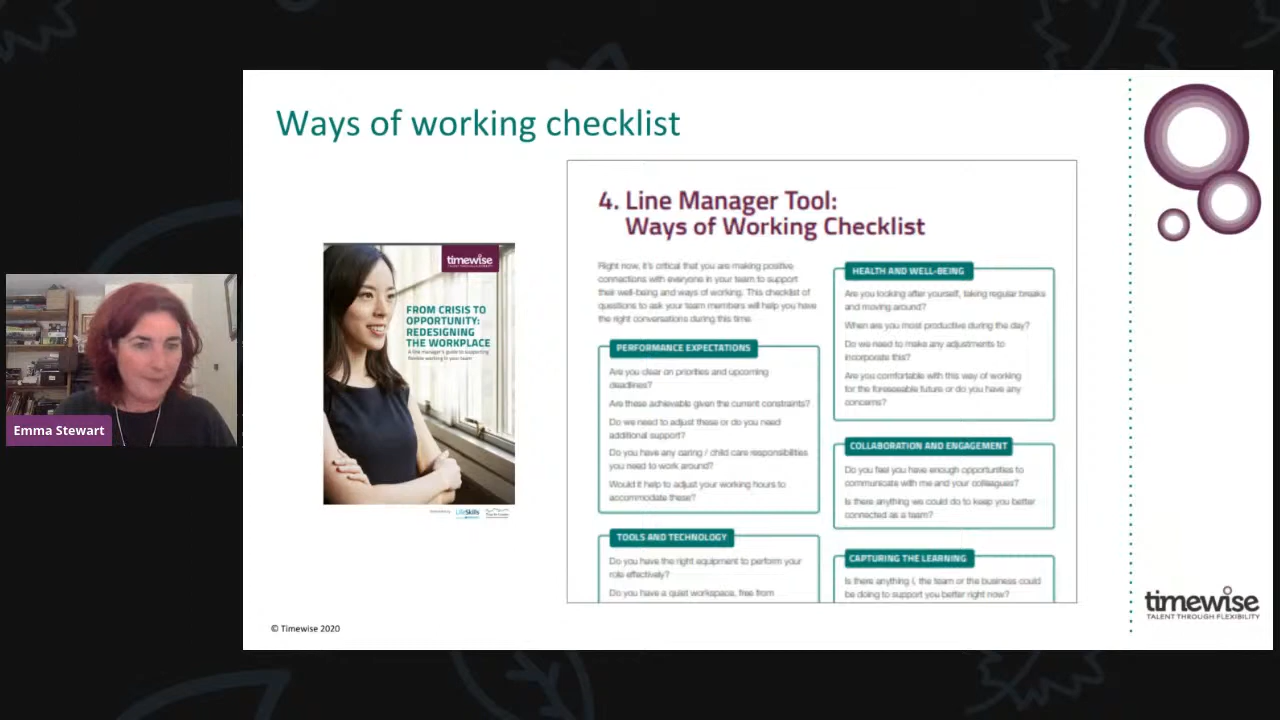 Ways of working checklist
4. Line Manager Tool:
Ways of Working Checklist
Right now, it's critical that you are making positive
connections with everyone in your team to support
their well-being and ways of working. This checklist of
questions to ask your team members will help you have
the right conversations during this time.
PERFORMANCE EXPECTATIONS
Are you clear on priorities and upcoming
deadlines?
Are these achievable given the current constraints?
Do we need to adjust these or do you need
additional support?
Do you have any caring / child care responsibilities
you need to work around?
Would it help to adjust your working hours to
accommodate these?
TOOLS AND TECHNOLOGY
Do you have the right equipment to perform your
role effectively?
Do you have a quiet workspace, free from
HEALTH AND WELL-BEING
Are you looking after yourself, taking regular breaks
and moving around?
When are you most productive during the day?
Do we need to make any adjustments to
incorporate this?
Are you comfortable with this way of working
for the foreseeable future or do you have any
concerns?
COLLABORATION AND ENGAGEMENT
Do you feel you have enough opportunities to
communicate with me and your colleagues?
Is there anything we could do to keep you better
connected as a team?
CAPTURING THE LEARNING
Is there anything I, the team or the business could
be doing to support you better right now?
timewise
FROM CRISIS TO
OPPORTUNITY:
REDESIGNING
THE WORKPLACE
A line manager's guide to supporting
flexible working in your team
LifeSkills
Emma Stewart
© Timewise 2020
timewise
TALENT THROUGH FLEXIBILITY